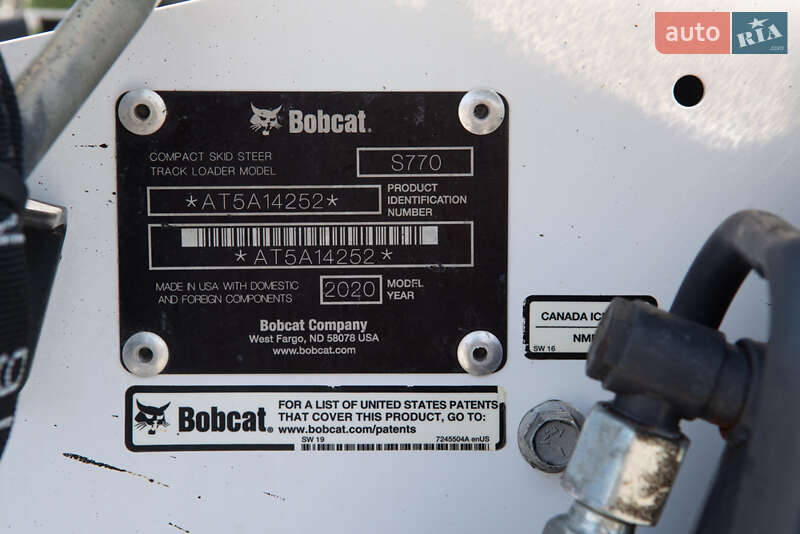 auto RIA
.com
Bobcat®
COMPACT SKID STEER
TRACK LOADER MODEL
S770
*AT5A14252*
PRODUCT
IDENTIFICATION
NUMBER
*AT5A14252*
MADE IN USA WITH DOMESTIC
AND FOREIGN COMPONENTS
2020
MODEL
YEAR
Bobcat Company
West Fargo, ND 58078 USA
www.bobcat.com
CANADA
SW 16
Bobcat®
FOR A LIST OF UNITED STATES PATENTS
THAT COVER THIS PRODUCT, GO TO:
www.bobcat.com/patents
SW 19
7245504A enUS